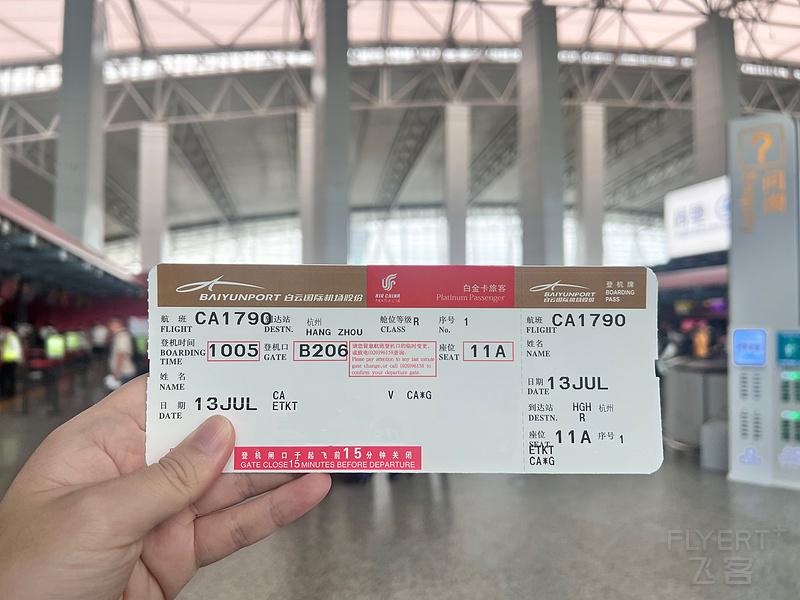 BAIYUNPORT 白云国际机场股份
AIR CHINA
白金卡旅客
Platinum Passenger
航 班 CA1790 到达站 杭州 舱位等级 R 序号 1
FLIGHT DESTN. HANG ZHOU CLASS No.
登机时间 登机口 座位
BOARDING TIME 1005 GATE B206 SEAT 11A
请您留意航班登机口的临时变更,
或致电(020)96158查询.
Please pay attention to any last minute
gate change,or call (020)96158 to
confirm your departure gate.
姓 名
NAME
CA V CA*G
日 期 13JUL ETKT
DATE
登机闸口于起飞前15分钟关闭
GATE CLOSE15 MINUTES BEFORE DEPARTURE
BAIYUNPORT 白云国际机场股份
登 机 牌
BOARDING
PASS
航班 CA1790
FLIGHT
姓 名
NAME
日期 13JUL
DATE
到达站 HGH 杭州
DESTN. R
座位 11A 序号 1
SEAT
ETKT
CA*G
?
问询
FLYERT+
飞客